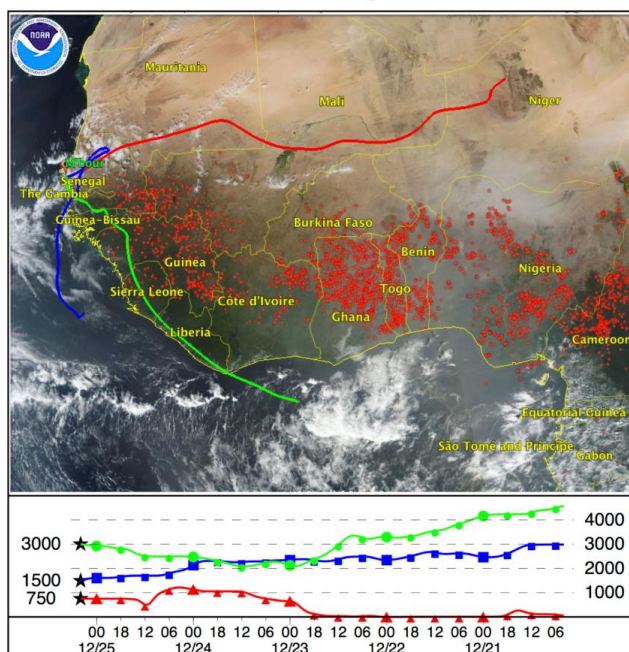 NOAA
Mauritania
Mali
Niger
M'bour
Senegal
The Gambia
Guinea-Bissau
Burkina Faso
Benin
Guinea
Nigeria
Sierra Leone
Côte d'Ivoire
Togo
Ghana
Liberia
Cameroon
Equatorial Guinea
São Tomé and Príncipe
Gabon
4000
3000 3000
2000
1500
750 1000
00 18 12 06 00 18 12 06 00 18 12 06 00 18 12 06 00 18 12 06
12/25 12/24 12/23 12/22 12/21